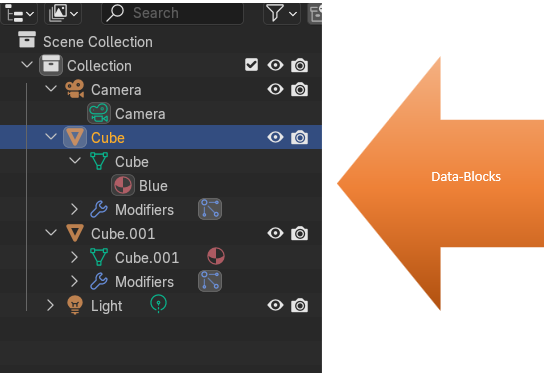 Search
Scene Collection
Collection
Camera
Camera
Cube
Cube
Blue
Modifiers
Cube.001
Cube.001
Modifiers
Light
Data-Blocks